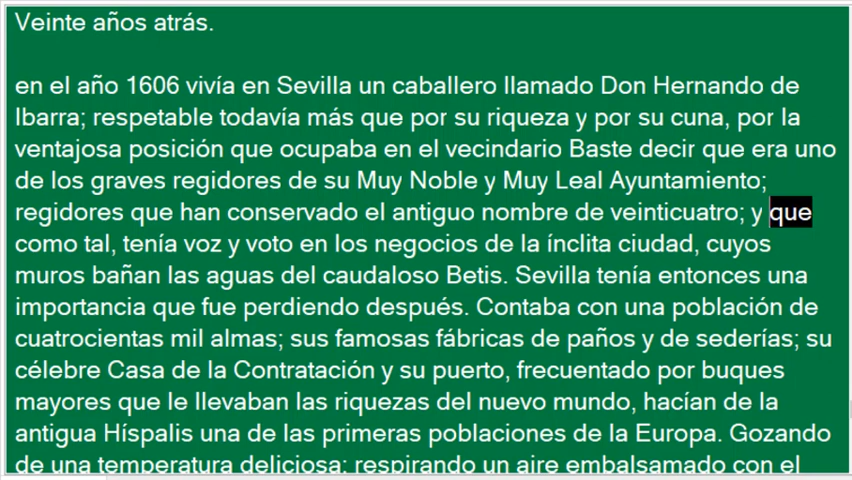 Veinte años atrás.
en el año 1606 vivía en Sevilla un caballero llamado Don Hernando de
Ibarra; respetable todavía más que por su riqueza y por su cuna, por la
ventajosa posición que ocupaba en el vecindario Baste decir que era uno
de los graves regidores de su Muy Noble y Muy Leal Ayuntamiento;
regidores que han conservado el antiguo nombre de veinticuatro; y que
como tal, tenía voz y voto en los negocios de la ínclita ciudad, cuyos
muros bañan las aguas del caudaloso Betis. Sevilla tenía entonces una
importancia que fue perdiendo después. Contaba con una población de
cuatrocientas mil almas; sus famosas fábricas de paños y de sederías; su
célebre Casa de la Contratación y su puerto, frecuentado por buques
mayores que le llevaban las riquezas del nuevo mundo, hacían de la
antigua Híspalis una de las primeras poblaciones de la Europa. Gozando
de una temperatura deliciosa; respirando un aire embalsamado con el